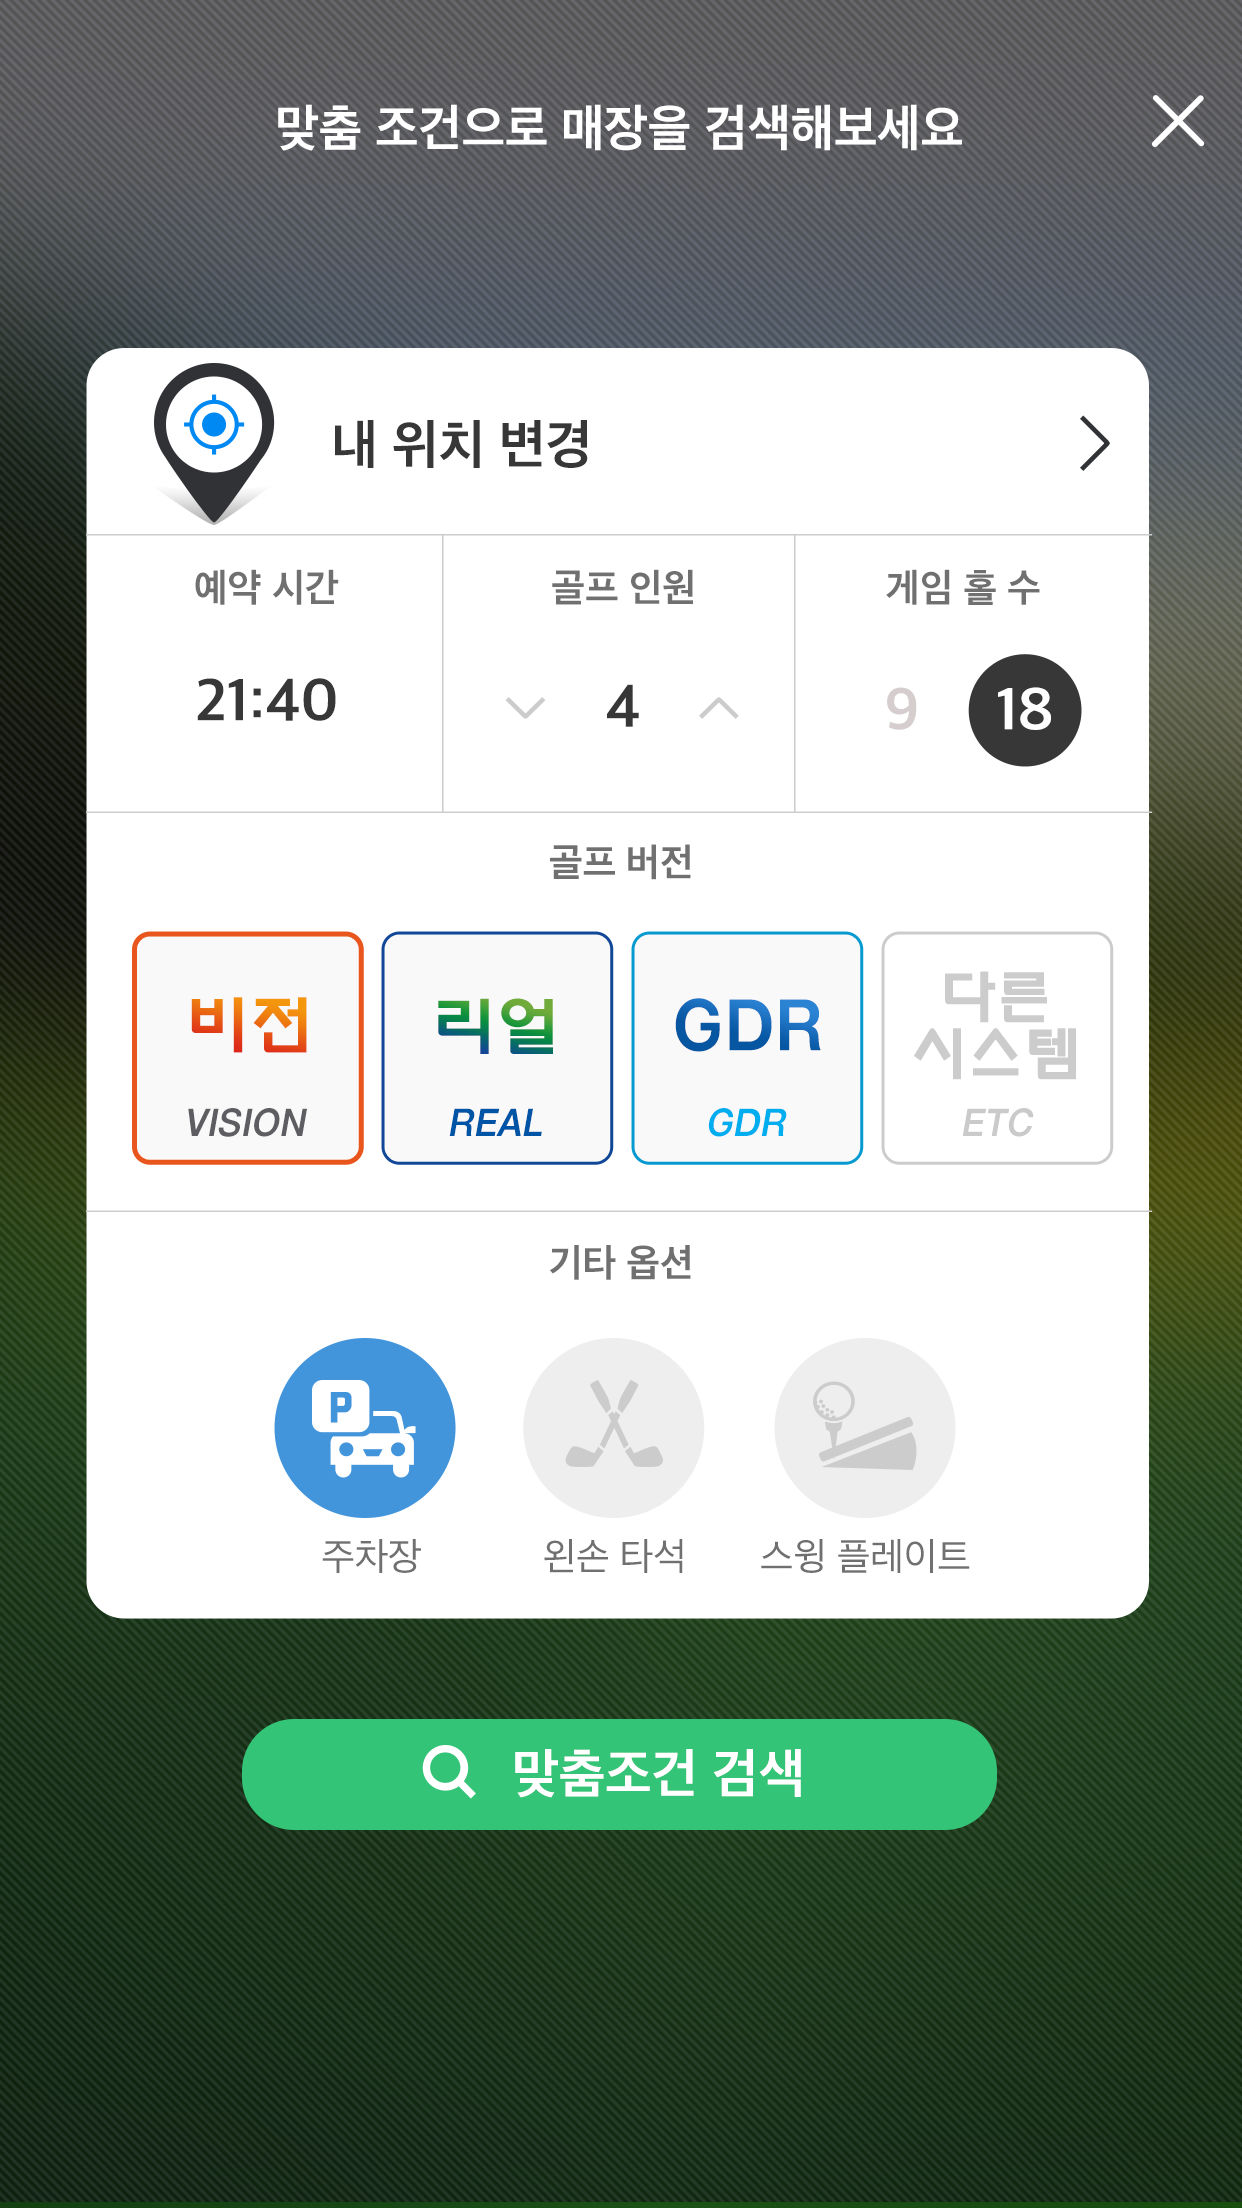 맞춤 조건으로 매장을 검색해보세요
내 위치 변경
예약 시간
골프 인원
게임 홀 수
21:40
4
9
18
골프 버전
비전
VISION
리얼
REAL
GDR
GDR
다른
시스템
ETC
기타 옵션
P
주차장
왼손 타석
스윙 플레이트
맞춤조건 검색